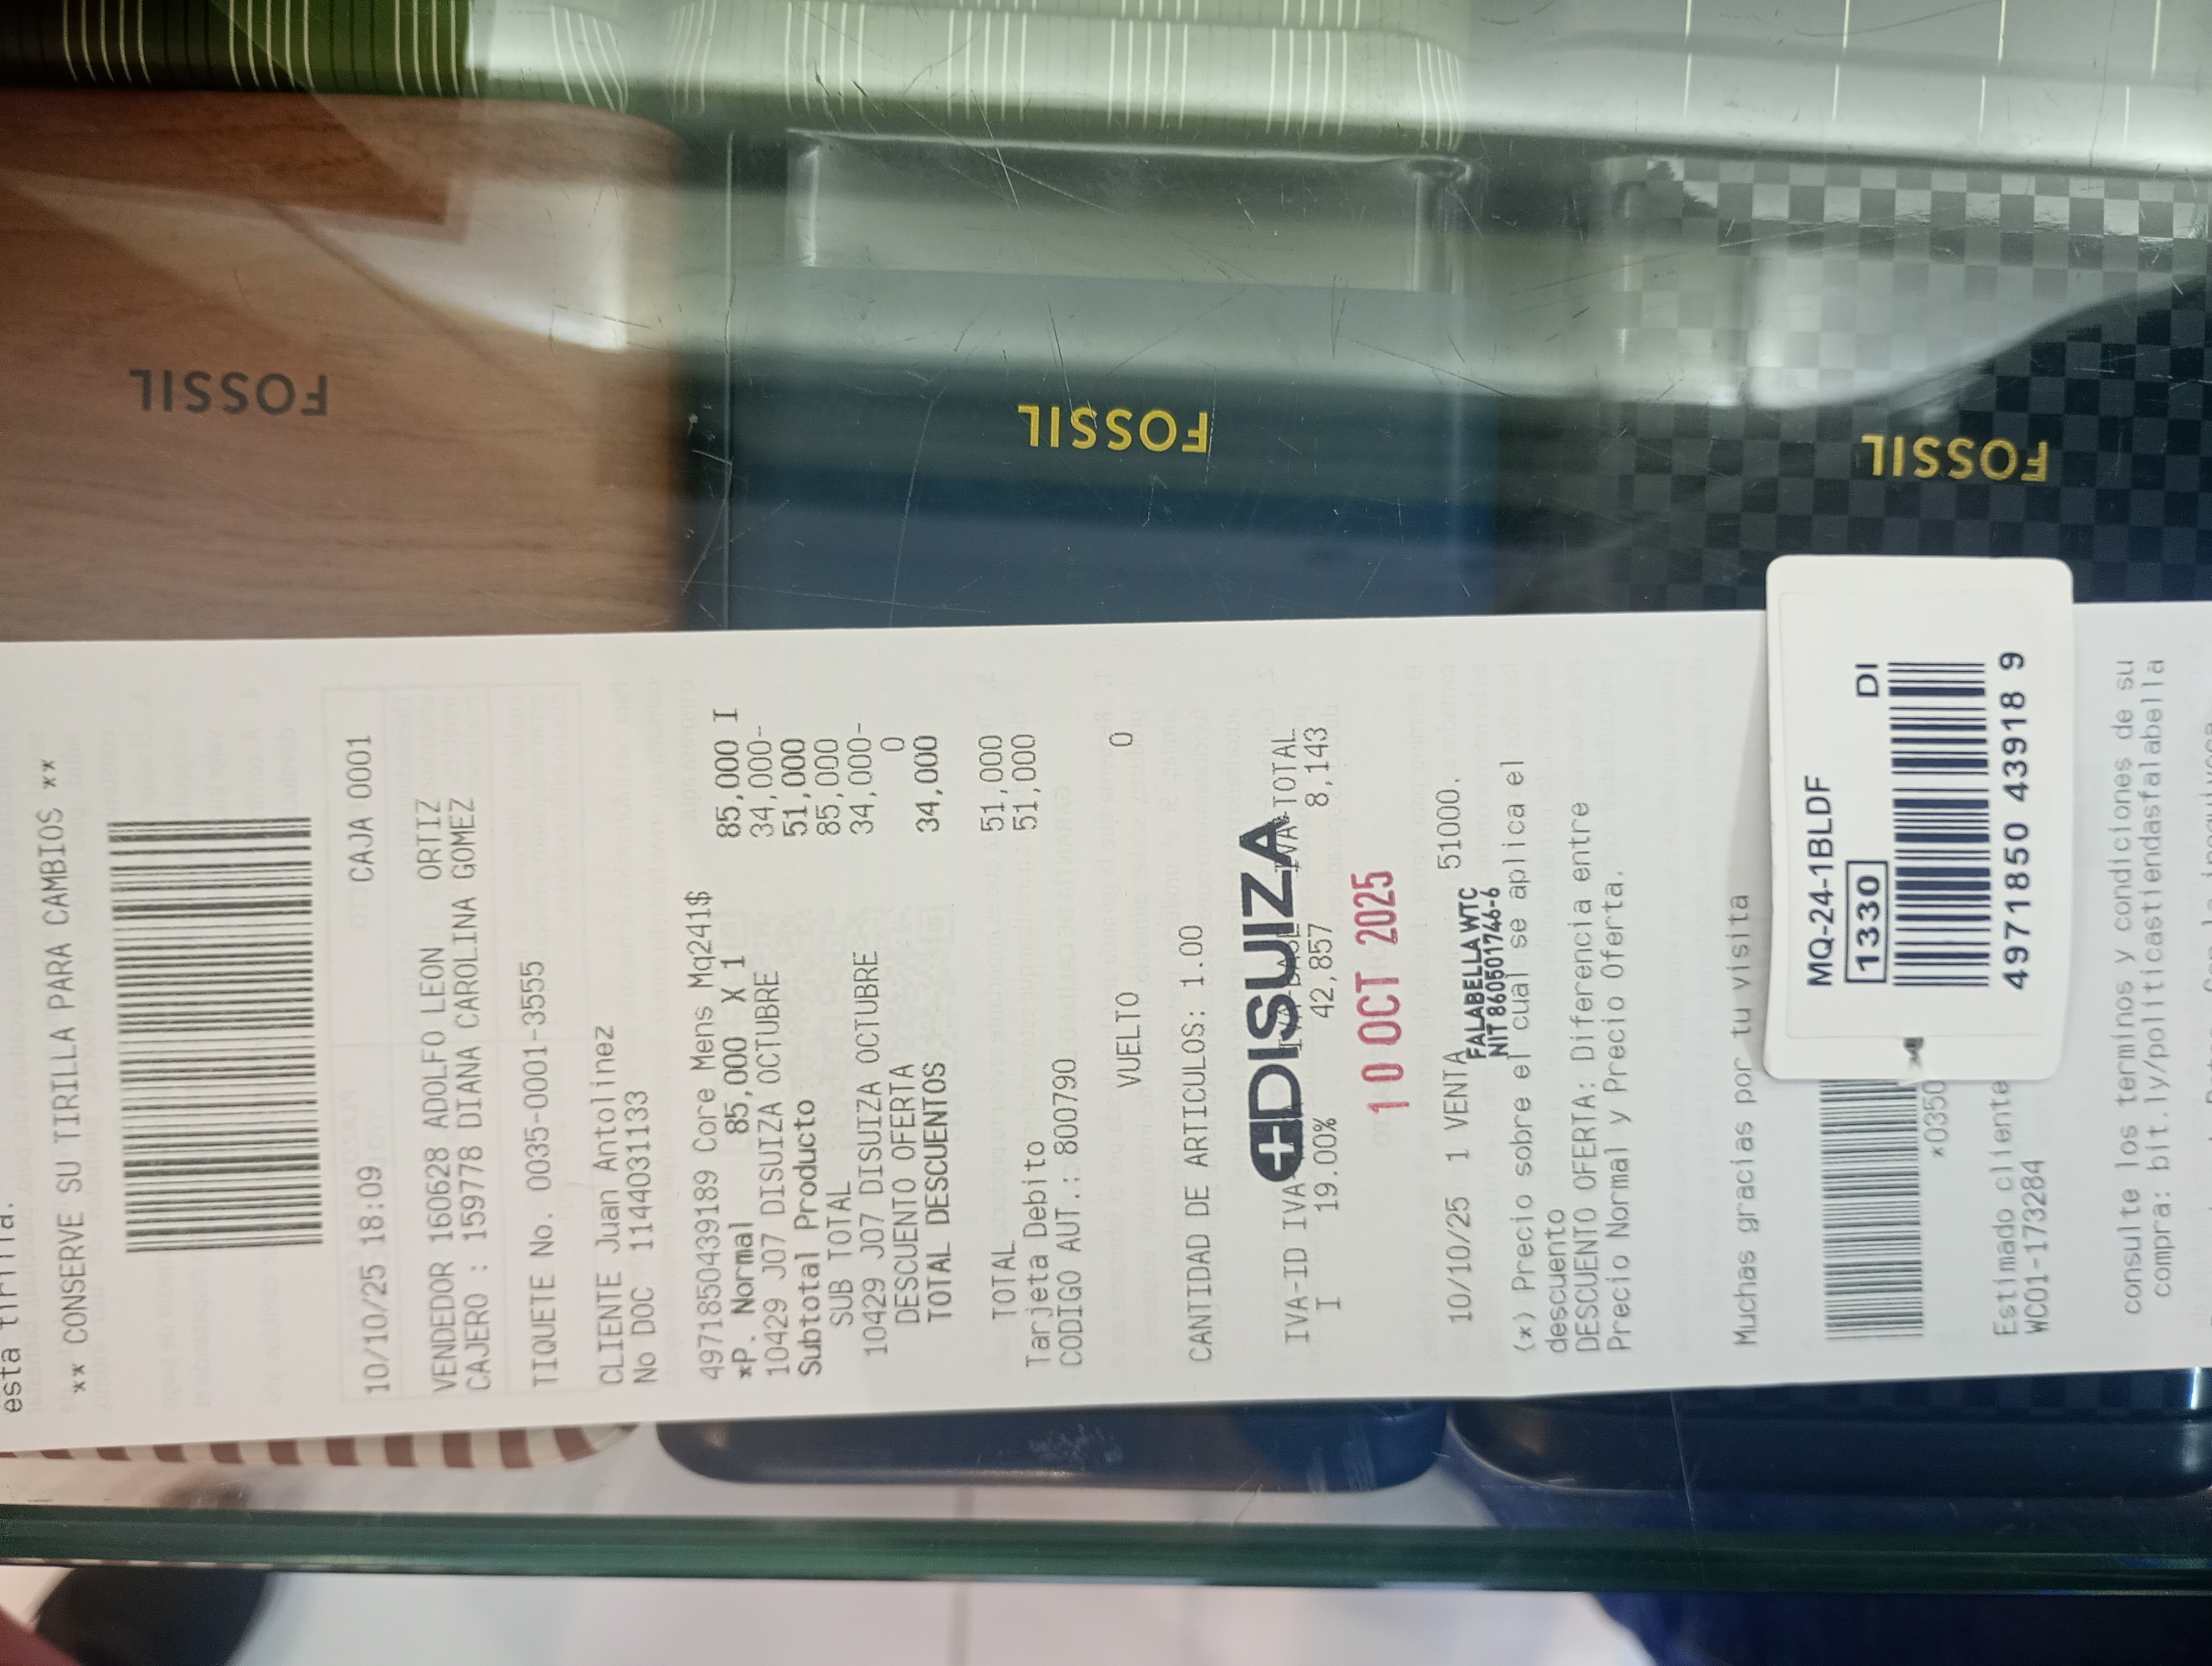 FOSSIL
FOSSIL
FOSSIL
esta tirilla.
** CONSERVE SU TIRILLA PARA CAMBIOS **
10/10/25 18:09 CAJA 0001
VENDEDOR 160628 ADOLFO LEON ORTIZ
CAJERO : 159778 DIANA CAROLINA GOMEZ
TIQUETE No. 0035-0001-3555
CLIENTE Juan Antolinez
No DOC 1144031133
4971850439189 Core Mens Mq241$
*P. Normal 85,000 X 1 85,000 I
10429 J07 DISUIZA OCTUBRE 34,000-
Subtotal Producto 51,000
SUB TOTAL 85,000
10429 J07 DISUIZA OCTUBRE 34,000-
DESCUENTO OFERTA 0
TOTAL DESCUENTOS 34,000
TOTAL 51,000
Tarjeta Debito 51,000
CODIGO AUT.: 800790
VUELTO 0
CANTIDAD DE ARTICULOS: 1.00
DISUIZA
IVA-ID IVA IVA-TOTAL
I 19.00% 42,857 8,143
10 OCT 2025
10/10/25 1 VENTA 51000.
FALABELLA WTC
NIT 860501746-6
(*) Precio sobre el cual se aplica el
descuento
DESCUENTO OFERTA: Diferencia entre
Precio Normal y Precio Oferta.
Muchas gracias por tu visita
MQ-24-1BLDF
1330 DI
4971850 43918 9
*0350
Estimado cliente
WC01-173284
consulte los terminos y condiciones de su
compra: bit.ly/politicastiendasfalabella